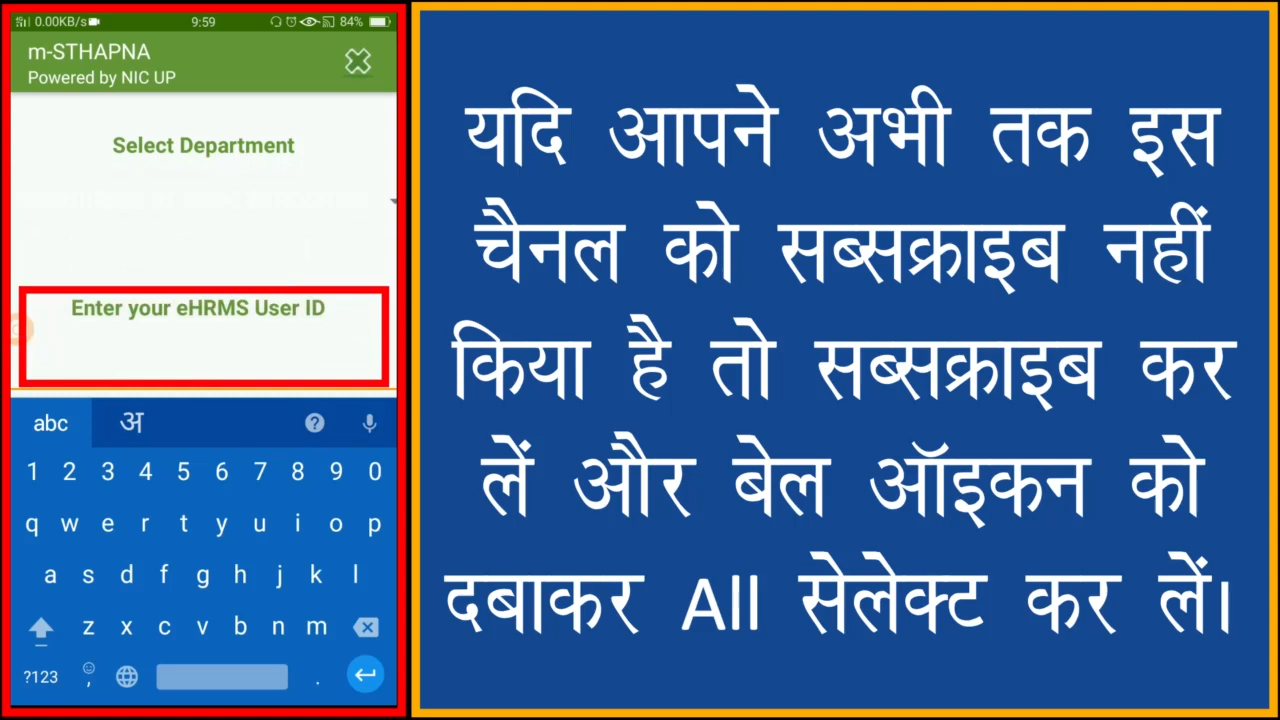 0.00KB/s 9:59 84%
m-STHAPNA
Powered by NIC UP
Select Department
Enter your eHRMS User ID
abc अ ?
1 2 3 4 5 6 7 8 9 0
q w e r t y u i o p
a s d f g h j k l
z x c v b n m
?123 , .
यदि आपने अभी तक इस
चैनल को सब्सक्राइब नहीं
किया है तो सब्सक्राइब कर
लें और बेल ऑइकन को
दबाकर All सेलेक्ट कर लें।